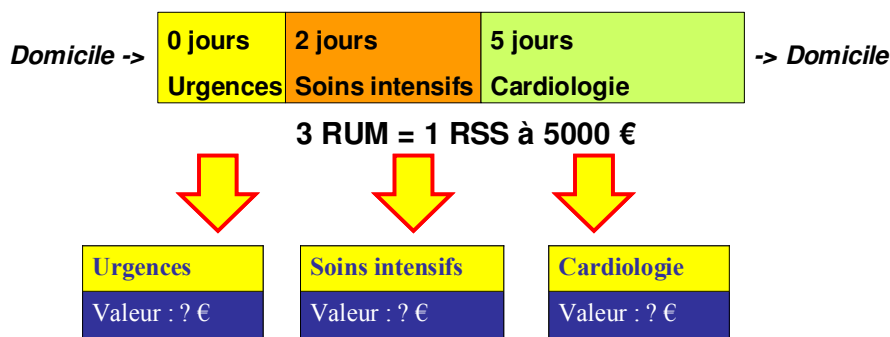 Domicile ->
0 jours
Urgences
2 jours
Soins intensifs
5 jours
Cardiologie
-> Domicile
3 RUM = 1 RSS à 5000 €
Urgences
Valeur : ? €
Soins intensifs
Valeur : ? €
Cardiologie
Valeur : ? €